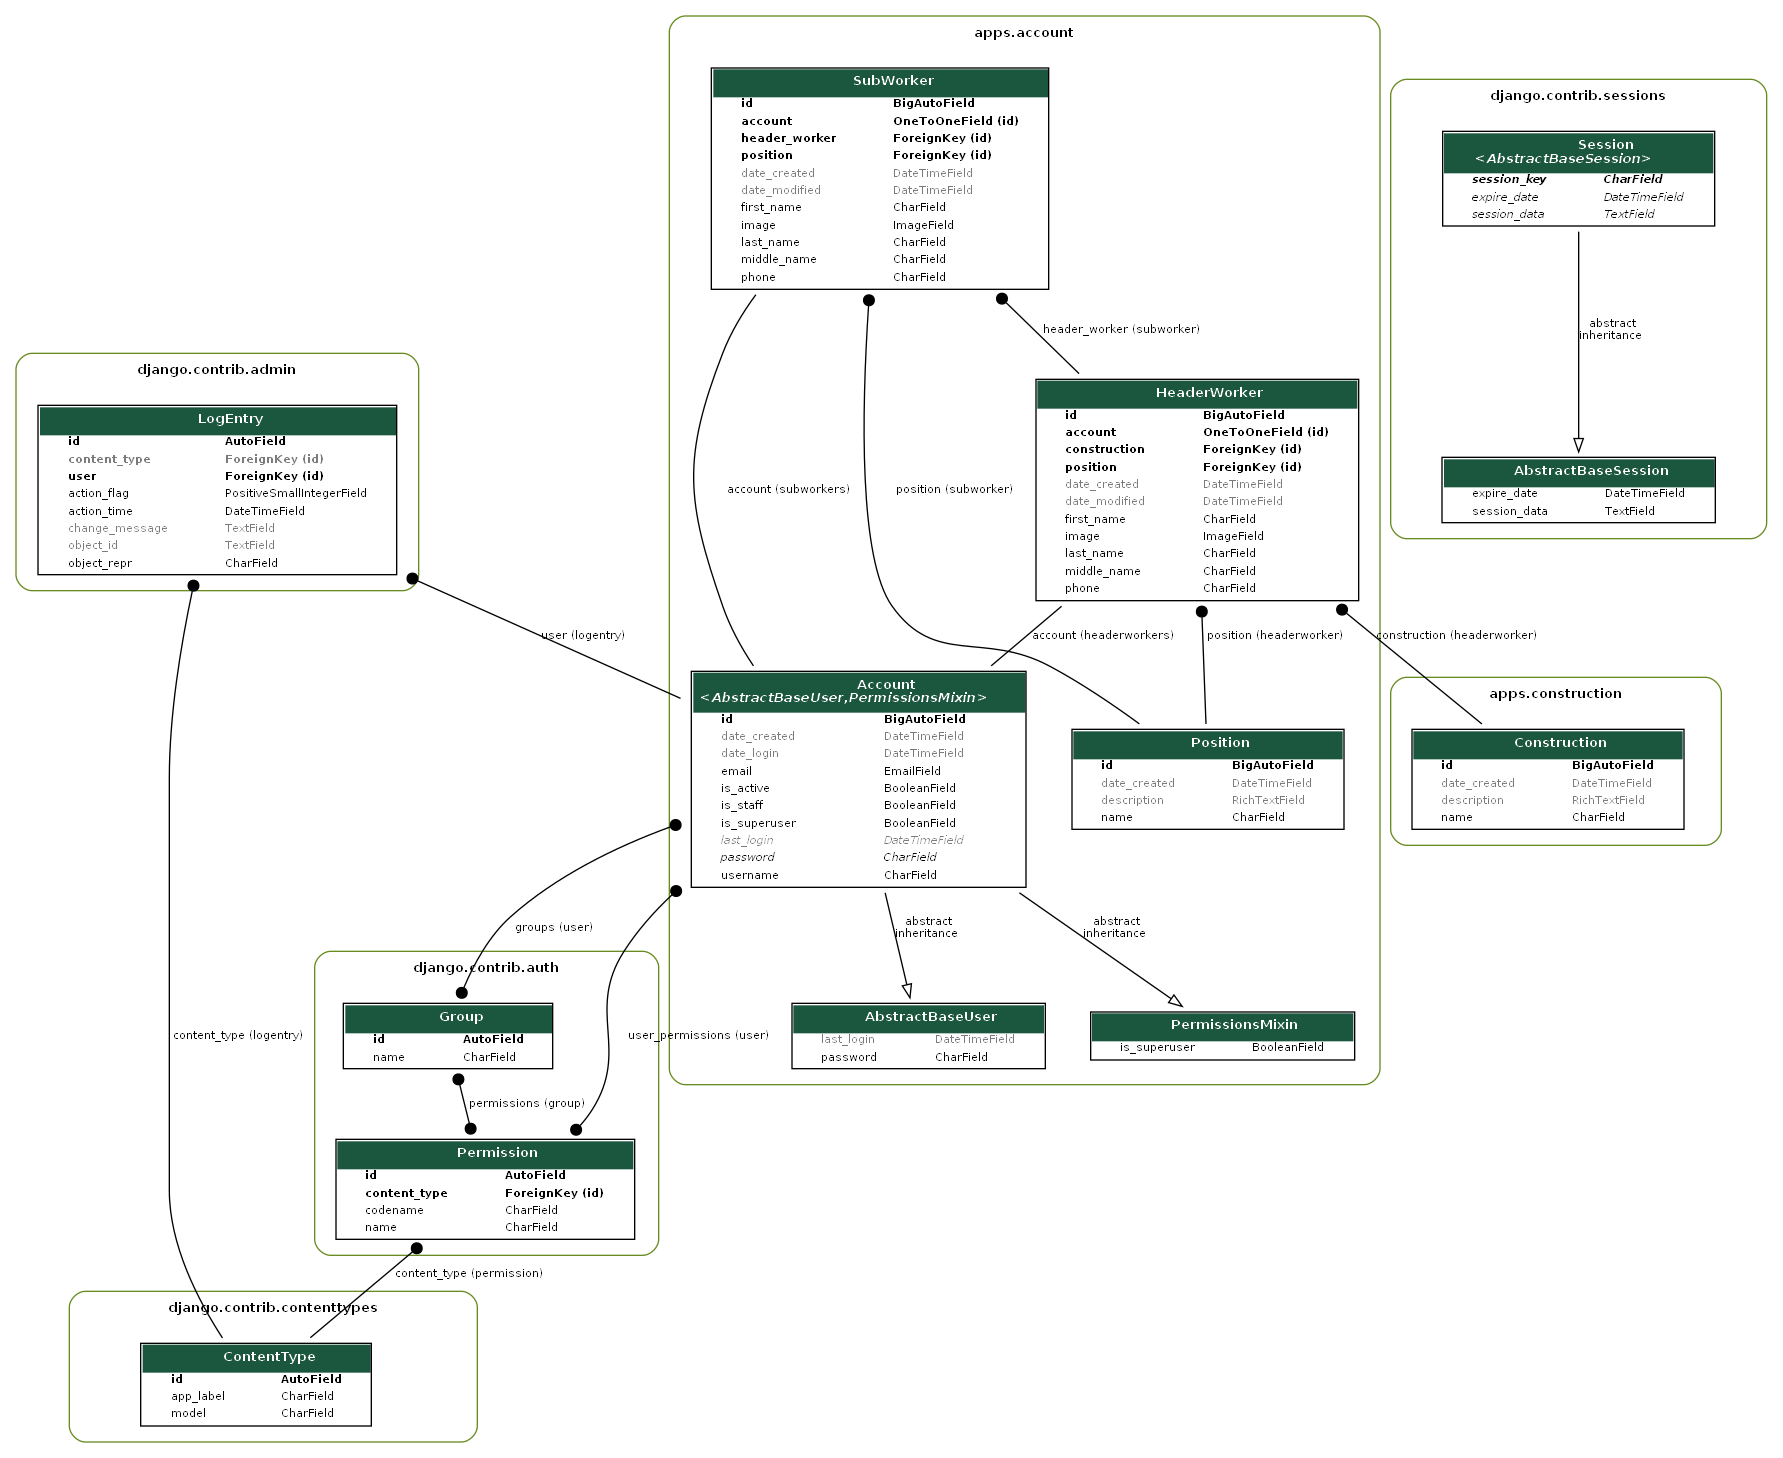 apps.account
SubWorker
id BigAutoField
account OneToOneField (id)
header_worker ForeignKey (id)
position ForeignKey (id)
date_created DateTimeField
date_modified DateTimeField
first_name CharField
image ImageField
last_name CharField
middle_name CharField
phone CharField
django.contrib.sessions
Session
<AbstractBaseSession>
session_key CharField
expire_date DateTimeField
session_data TextField
abstract
inheritance
AbstractBaseSession
expire_date DateTimeField
session_data TextField
header_worker (subworker)
account (subworkers)
position (subworker)
HeaderWorker
id BigAutoField
account OneToOneField (id)
construction ForeignKey (id)
position ForeignKey (id)
date_created DateTimeField
date_modified DateTimeField
first_name CharField
image ImageField
last_name CharField
middle_name CharField
phone CharField
django.contrib.admin
LogEntry
id AutoField
content_type ForeignKey (id)
user ForeignKey (id)
action_flag PositiveSmallIntegerField
action_time DateTimeField
change_message TextField
object_id TextField
object_repr CharField
user (logentry)
account (headerworkers)
position (headerworker)
construction (headerworker)
Account
<AbstractBaseUser,PermissionsMixin>
id BigAutoField
date_created DateTimeField
date_login DateTimeField
email EmailField
is_active BooleanField
is_staff BooleanField
is_superuser BooleanField
last_login DateTimeField
password CharField
username CharField
Position
id BigAutoField
date_created DateTimeField
description RichTextField
name CharField
apps.construction
Construction
id BigAutoField
date_created DateTimeField
description RichTextField
name CharField
groups (user)
abstract
inheritance
abstract
inheritance
django.contrib.auth
Group
id AutoField
name CharField
content_type (logentry)
user_permissions (user)
AbstractBaseUser
last_login DateTimeField
password CharField
PermissionsMixin
is_superuser BooleanField
permissions (group)
Permission
id AutoField
content_type ForeignKey (id)
codename CharField
name CharField
content_type (permission)
django.contrib.contenttypes
ContentType
id AutoField
app_label CharField
model CharField